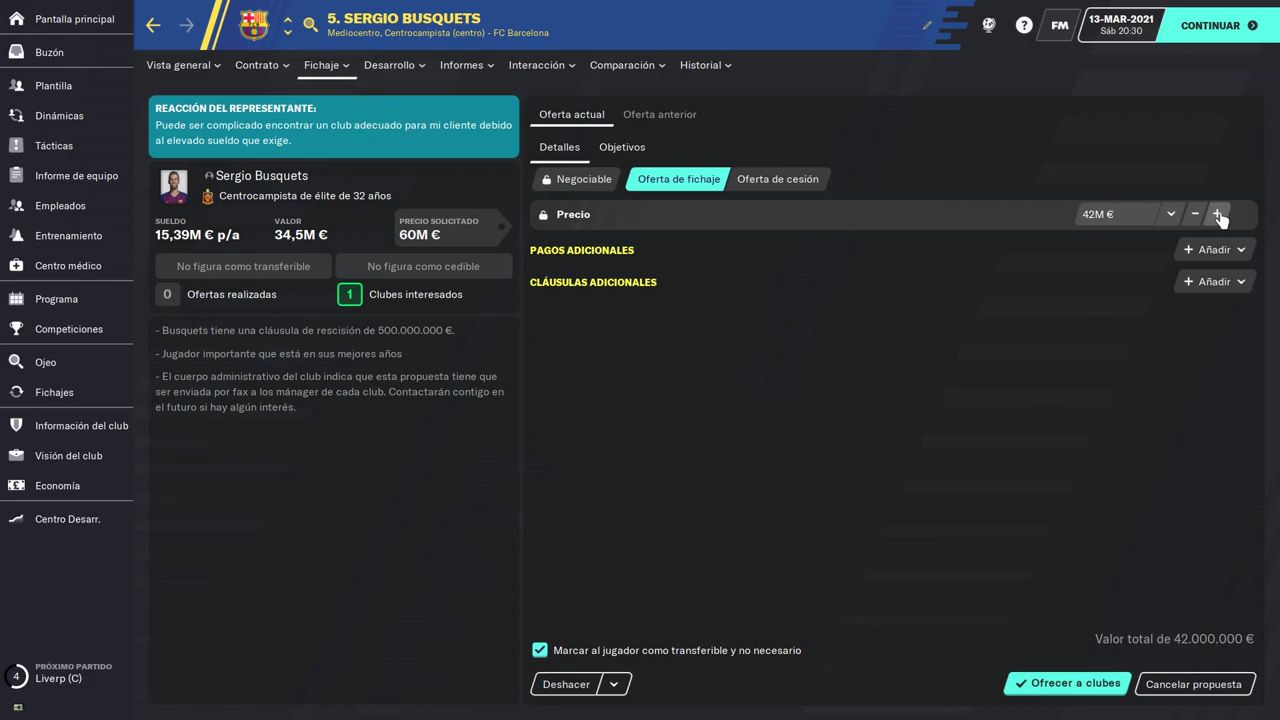 Pantalla principal
Buzón
Plantilla
Dinámicas
Tácticas
Informe de equipo
Empleados
Entrenamiento
Centro médico
Programa
Competiciones
Ojeo
Fichajes
Información del club
Visión del club
Economía
Centro Desarr.
4
PRÓXIMO PARTIDO
Liverp (C)
5. SERGIO BUSQUETS
Mediocentro, Centrocampista (centro) - FC Barcelona
?
FM
13-MAR-2021
Sáb 20:30
CONTINUAR
Vista general
Contrato
Fichaje
Desarrollo
Informes
Interacción
Comparación
Historial
REACCIÓN DEL REPRESENTANTE:
Puede ser complicado encontrar un club adecuado para mi cliente debido
al elevado sueldo que exige.
Sergio Busquets
Centrocampista de élite de 32 años
SUELDO
15,39M € p/a
VALOR
34,5M €
PRECIO SOLICITADO
60M €
No figura como transferible
No figura como cedible
0 Ofertas realizadas
1 Clubes interesados
- Busquets tiene una cláusula de rescisión de 500.000.000 €.
- Jugador importante que está en sus mejores años
- El cuerpo administrativo del club indica que esta propuesta tiene que
ser enviada por fax a los mánager de cada club. Contactarán contigo en
el futuro si hay algún interés.
Oferta actual
Oferta anterior
Detalles
Objetivos
Negociable
Oferta de fichaje
Oferta de cesión
Precio
42M €
- +
PAGOS ADICIONALES
+ Añadir
CLÁUSULAS ADICIONALES
+ Añadir
Valor total de 42.000.000 €
Marcar al jugador como transferible y no necesario
Deshacer
Ofrecer a clubes
Cancelar propuesta